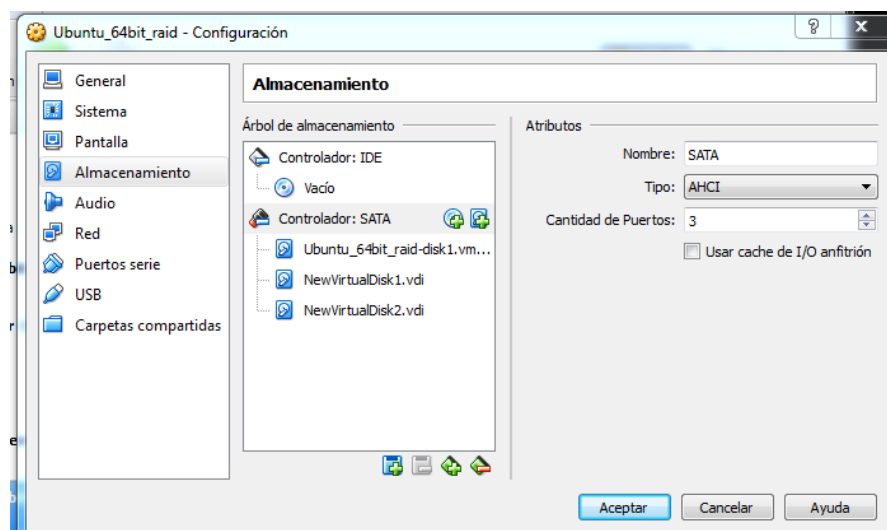 Ubuntu_64bit_raid - Configuración
General
Sistema
Pantalla
Almacenamiento
Audio
Red
Puertos serie
USB
Carpetas compartidas
Almacenamiento
Árbol de almacenamiento
Controlador: IDE
Vacío
Controlador: SATA
Ubuntu_64bit_raid-disk1.vm...
NewVirtualDisk1.vdi
NewVirtualDisk2.vdi
Atributos
Nombre: SATA
Tipo: AHCI
Cantidad de Puertos: 3
Usar cache de I/O anfitrión
Aceptar Cancelar Ayuda